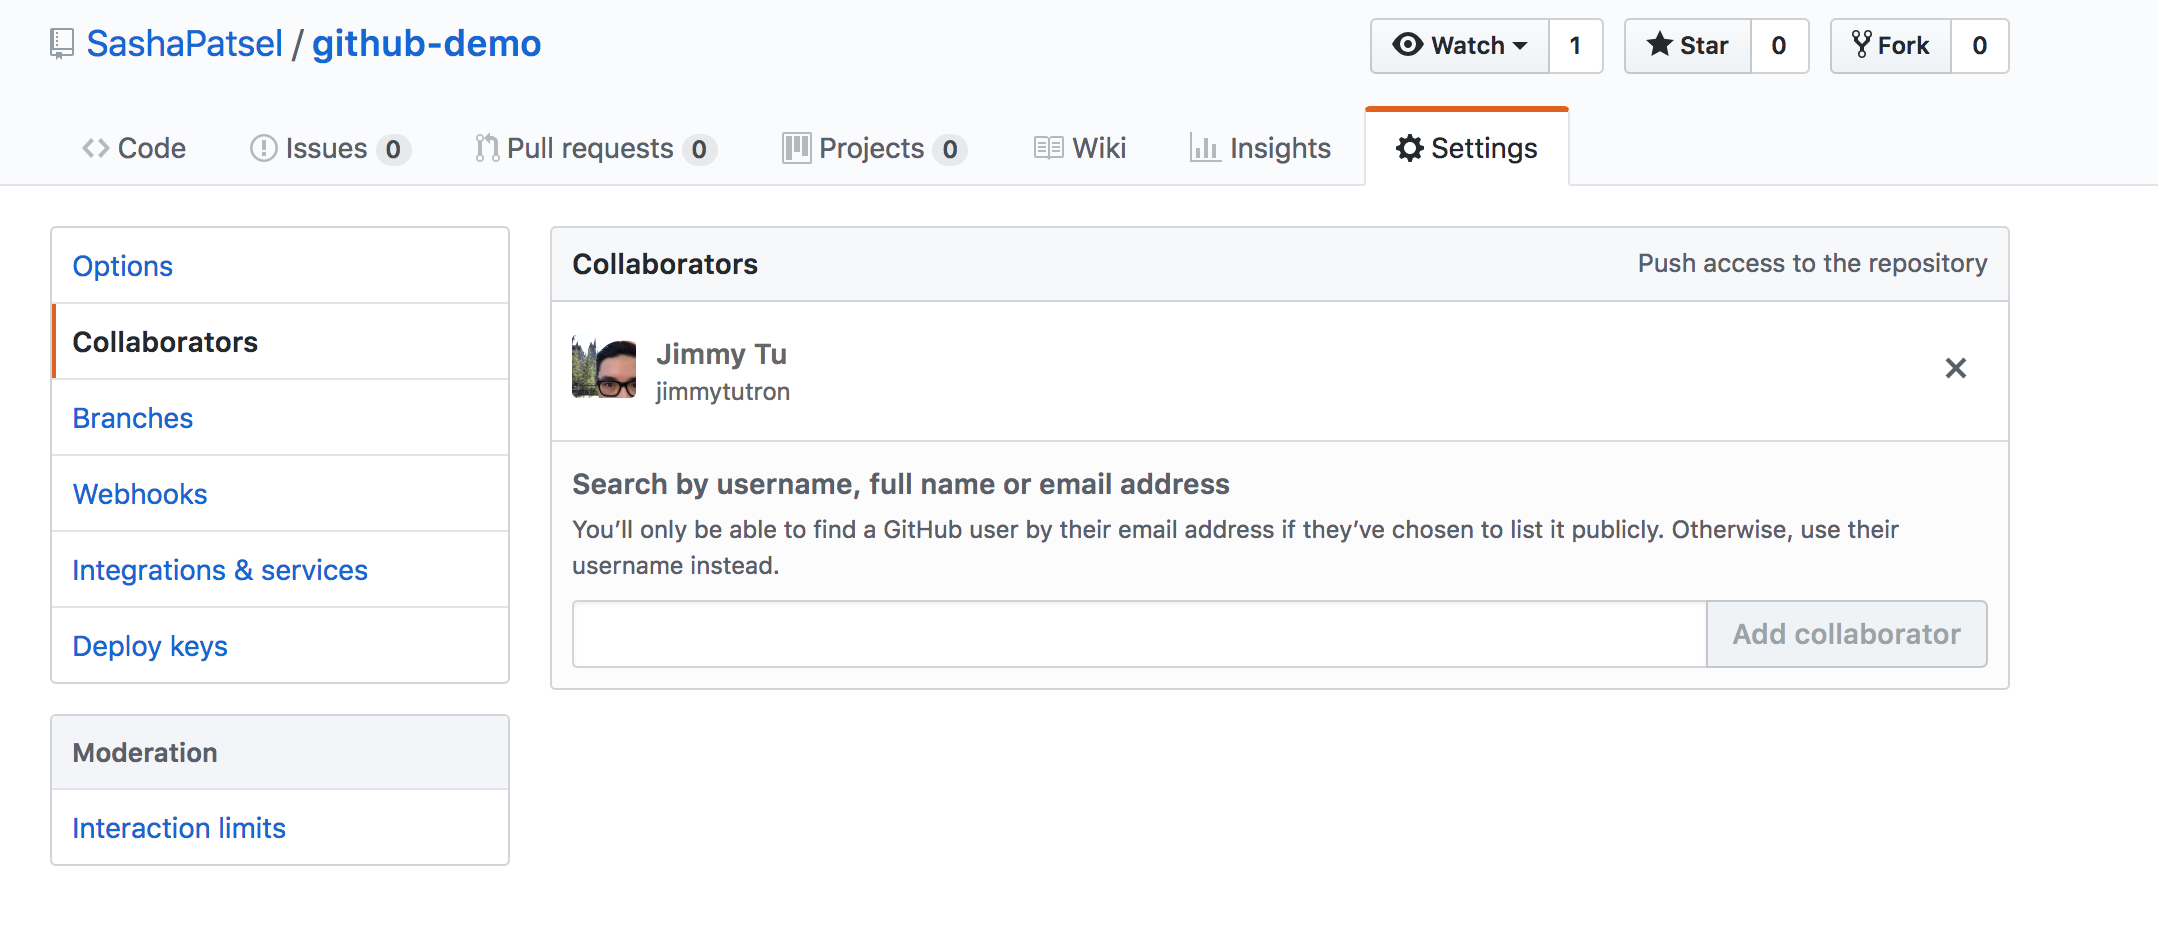 SashaPatsel / github-demo
Watch 1 Star 0 Fork 0
Code Issues 0 Pull requests 0 Projects 0 Wiki Insights Settings
Options
Collaborators
Branches
Webhooks
Integrations & services
Deploy keys
Moderation
Interaction limits
Collaborators Push access to the repository
Jimmy Tu
jimmytutron
Search by username, full name or email address
You’ll only be able to find a GitHub user by their email address if they’ve chosen to list it publicly. Otherwise, use their
username instead.
Add collaborator